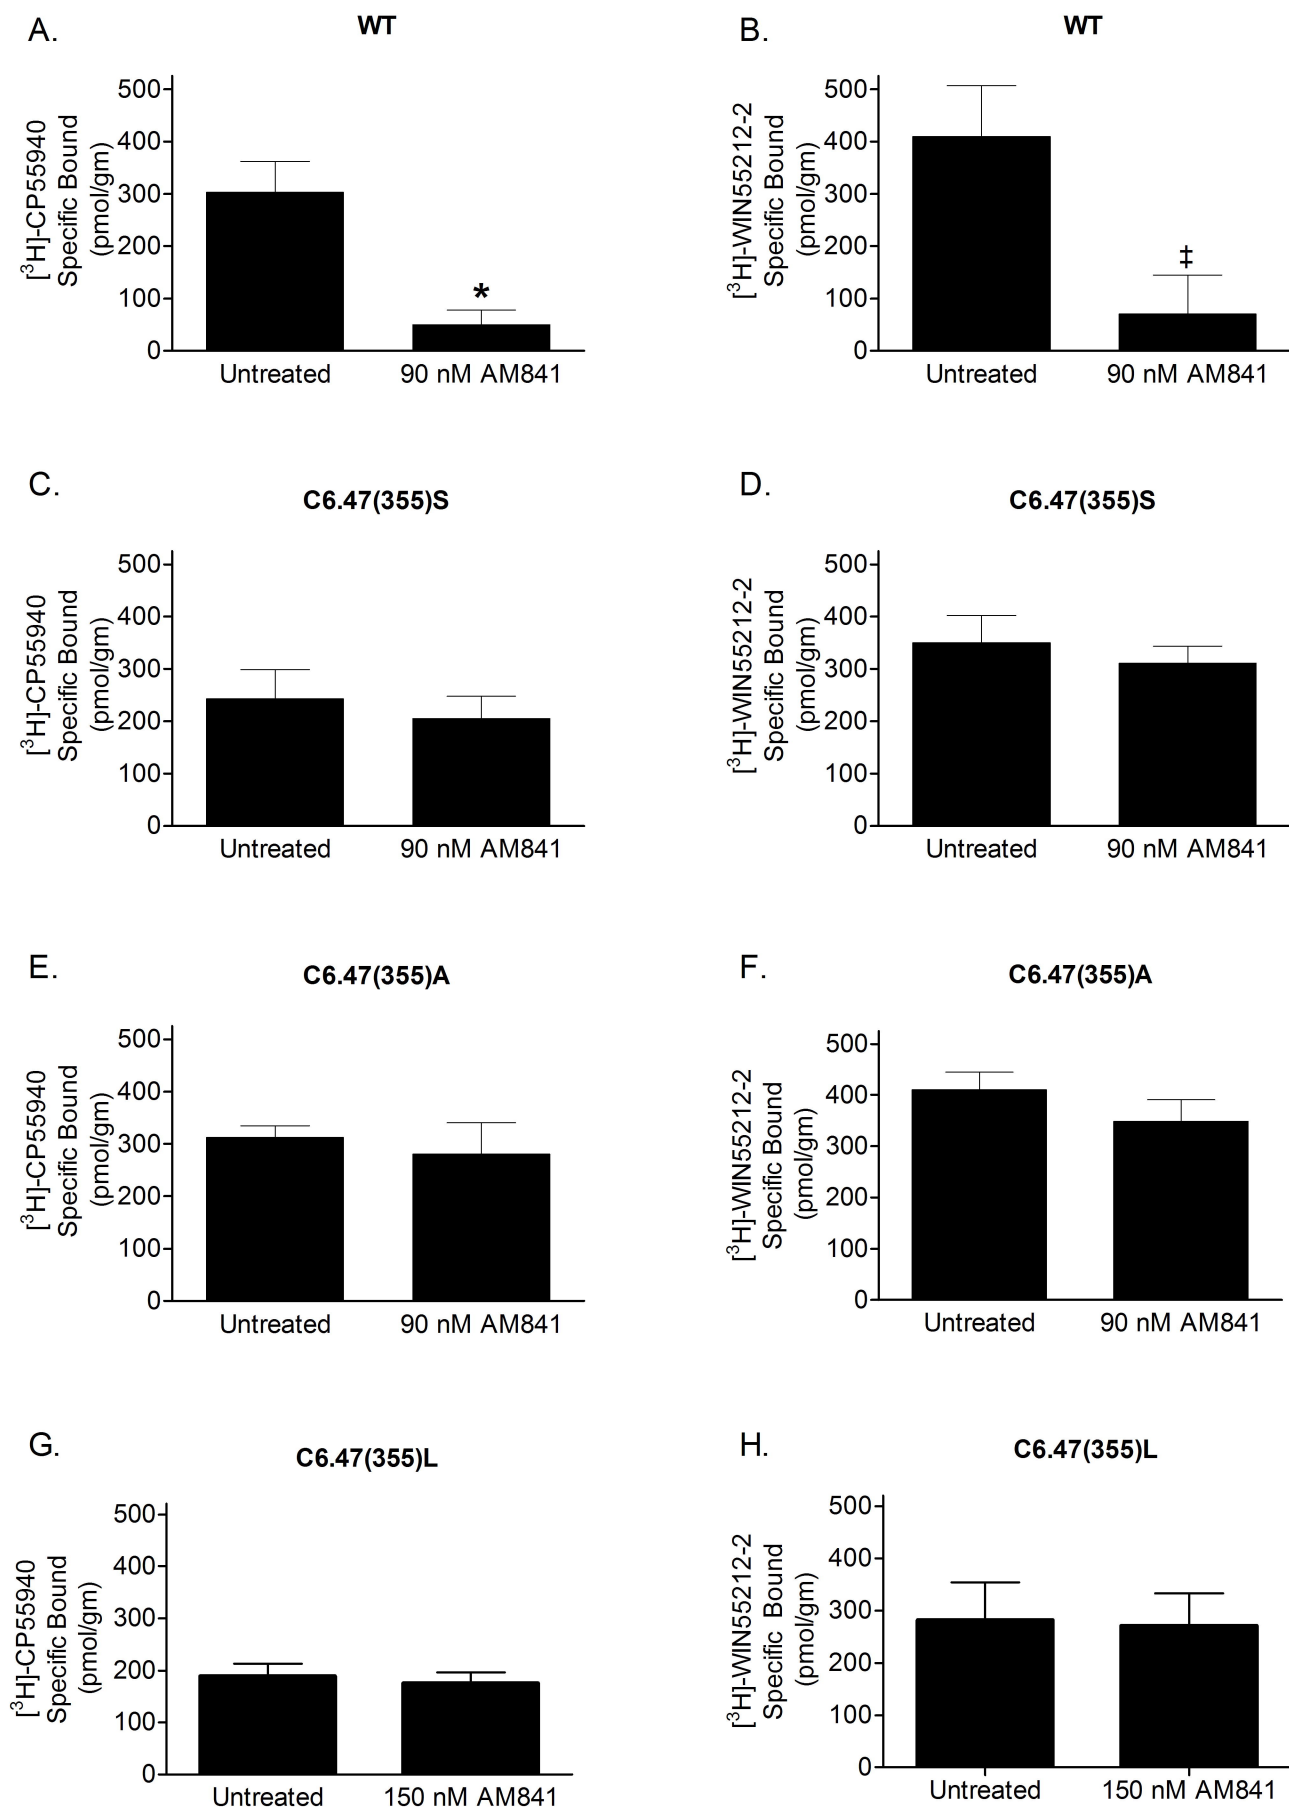 A.
WT
[³H]-CP55940
Specific Bound
(pmol/gm)
500
400
300
200
100
0
Untreated
90 nM AM841
*
B.
WT
[³H]-WIN55212-2
Specific Bound
(pmol/gm)
500
400
300
200
100
0
Untreated
90 nM AM841
‡
C.
C6.47(355)S
[³H]-CP55940
Specific Bound
(pmol/gm)
500
400
300
200
100
0
Untreated
90 nM AM841
D.
C6.47(355)S
[³H]-WIN55212-2
Specific Bound
(pmol/gm)
500
400
300
200
100
0
Untreated
90 nM AM841
E.
C6.47(355)A
[³H]-CP55940
Specific Bound
(pmol/gm)
500
400
300
200
100
0
Untreated
90 nM AM841
F.
C6.47(355)A
[³H]-WIN55212-2
Specific Bound
(pmol/gm)
500
400
300
200
100
0
Untreated
90 nM AM841
G.
C6.47(355)L
[³H]-CP55940
Specific Bound
(pmol/gm)
500
400
300
200
100
0
Untreated
150 nM AM841
H.
C6.47(355)L
[³H]-WIN55212-2
Specific Bound
(pmol/gm)
500
400
300
200
100
0
Untreated
150 nM AM841